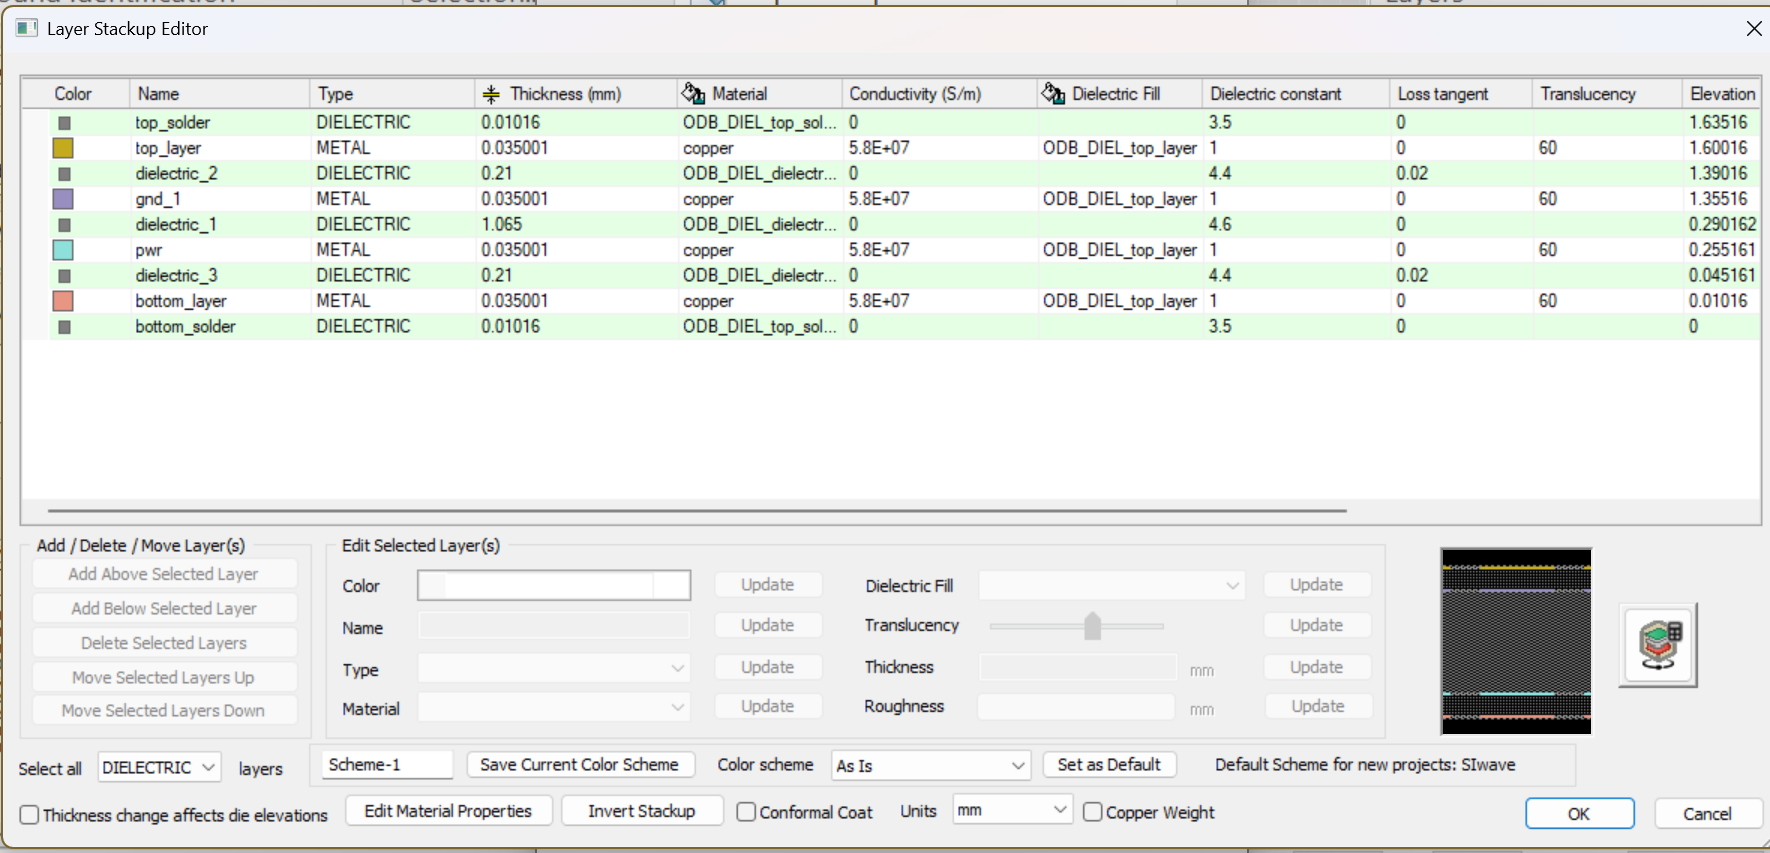 Layer Stackup Editor
Color Name Type Thickness (mm) Material Conductivity (S/m) Dielectric Fill Dielectric constant Loss tangent Translucency Elevation
top_solder DIELECTRIC 0.01016 ODB_DIEL_top_sol... 0 3.5 0 1.63516
top_layer METAL 0.035001 copper 5.8E+07 ODB_DIEL_top_layer 1 0 60 1.60016
dielectric_2 DIELECTRIC 0.21 ODB_DIEL_dielectr... 0 4.4 0.02 1.39016
gnd_1 METAL 0.035001 copper 5.8E+07 ODB_DIEL_top_layer 1 0 60 1.35516
dielectric_1 DIELECTRIC 1.065 ODB_DIEL_dielectr... 0 4.6 0 0.290162
pwr METAL 0.035001 copper 5.8E+07 ODB_DIEL_top_layer 1 0 60 0.255161
dielectric_3 DIELECTRIC 0.21 ODB_DIEL_dielectr... 0 4.4 0.02 0.045161
bottom_layer METAL 0.035001 copper 5.8E+07 ODB_DIEL_top_layer 1 0 60 0.01016
bottom_solder DIELECTRIC 0.01016 ODB_DIEL_top_sol... 0 3.5 0 0
Add / Delete / Move Layer(s)
Add Above Selected Layer
Add Below Selected Layer
Delete Selected Layers
Move Selected Layers Up
Move Selected Layers Down
Edit Selected Layer(s)
Color Update Dielectric Fill Update
Name Update Translucency Update
Type Update Thickness mm Update
Material Update Roughness mm Update
Select all DIELECTRIC layers Scheme-1 Save Current Color Scheme Color scheme As Is Set as Default Default Scheme for new projects: SIwave
Thickness change affects die elevations Edit Material Properties Invert Stackup Conformal Coat Units mm Copper Weight OK Cancel